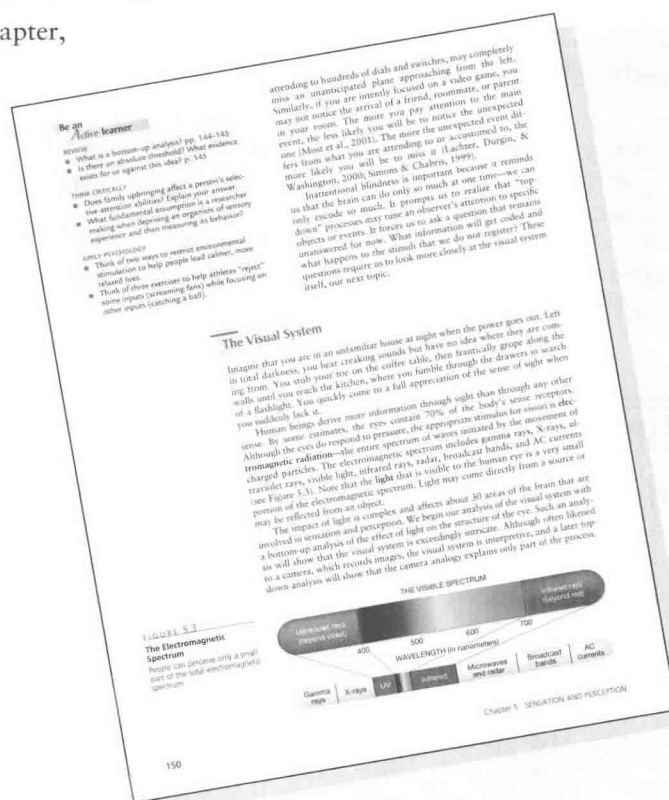 apter,
Be an
Active learner
REVIEW
■ What is a bottom-up analysis? pp. 144–145
■ Is there an absolute threshold? What evidence
exists for or against this idea? p. 145
THINK CRITICALLY
■ Does family upbringing affect a person's selec-
tive attention abilities? Explain your answer.
■ What fundamental assumption is a researcher
making when depriving an organism of sensory
experience and then measuring its behavior?
APPLY PSYCHOLOGY
■ Think of two ways to restrict environmental
stimulation to help people lead calmer, more
relaxed lives.
■ Think of three exercises to help athletes "reject"
some inputs (screaming fans) while focusing on
other inputs (catching a ball).
attending to hundreds of dials and switches, may completely
miss an unanticipated plane approaching from the left.
Similarly, if you are intently focused on a video game, you
may not notice the arrival of a friend, roommate, or parent
in your room. The more you pay attention to the main
event, the less likely you will be to notice the unexpected
one (Most et al., 2001). The more the unexpected event dif-
fers from what you are attending to or accustomed to, the
more likely you will be to miss it (Lachter, Durgin, &
Washington, 2000; Simons & Chabris, 1999).
Inattentional blindness is important because it reminds
us that the brain can do only so much at one time—we can
only encode so much. It prompts us to realize that "top-
down" processes may tune an observer's attention to specific
objects or events. It forces us to ask a question that remains
unanswered for now. What information will get coded and
what happens to the stimuli that we do not register? These
questions require us to look more closely at the visual system
itself, our next topic.
The Visual System
Imagine that you are in an unfamiliar house at night when the power goes out. Left
in total darkness, you hear creaking sounds but have no idea where they are com-
ing from. You stub your toe on the coffee table, then frantically grope along the
walls until you reach the kitchen, where you fumble through the drawers in search
of a flashlight. You quickly come to a full appreciation of the sense of sight when
you suddenly lack it.
Human beings derive more information through sight than through any other
sense. By some estimates, the eyes contain 70% of the body's sense receptors.
Although the eyes do respond to pressure, the appropriate stimulus for vision is elec-
tromagnetic radiation—the entire spectrum of waves initiated by the movement of
charged particles. The electromagnetic spectrum includes gamma rays, X-rays, ul-
traviolet rays, visible light, infrared rays, radar, broadcast bands, and AC currents
(see Figure 5.3). Note that the light that is visible to the human eye is a very small
portion of the electromagnetic spectrum. Light may come directly from a source or
may be reflected from an object.
The impact of light is complex and affects about 30 areas of the brain that are
involved in sensation and perception. We begin our analysis of the visual system with
a bottom-up analysis of the effect of light on the structure of the eye. Such an analy-
sis will show that the visual system is exceedingly intricate. Although often likened
to a camera, which records images, the visual system is interpretive, and a later top-
down analysis will show that the camera analogy explains only part of the process.
FIGURE 5.3
The Electromagnetic
Spectrum
People can perceive only a small
part of the total electromagnetic
spectrum
THE VISIBLE SPECTRUM
Ultraviolet rays
(beyond violet)
Infrared rays
(beyond red)
400 500 600 700
WAVELENGTH (in nanometers)
Gamma
rays
X-rays
UV
Infrared
Microwaves
and radar
Broadcast
bands
AC
currents
150
Chapter 5 SENSATION AND PERCEPTION